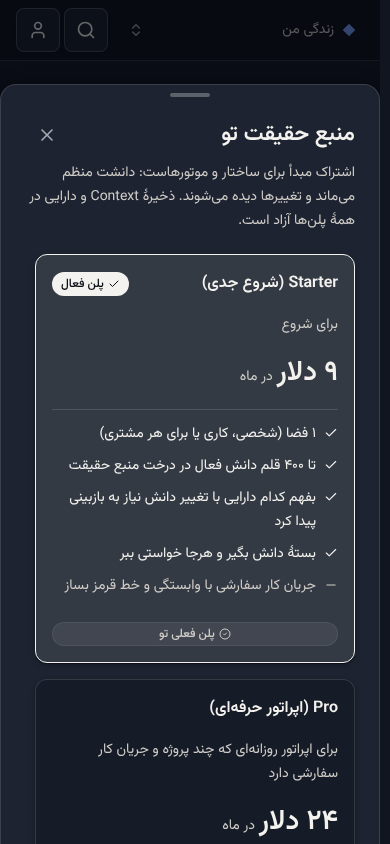 زندگی من
منبع حقیقت تو
اشتراک مبدأ برای ساختار و موتورهاست: دانشت منظم
می‌ماند و تغییرها دیده می‌شوند. ذخیرهٔ Context و دارایی در
همهٔ پلن‌ها آزاد است.
Starter (شروع جدی)
پلن فعال
برای شروع
۹ دلار در ماه
۱ فضا (شخصی، کاری یا برای هر مشتری)
تا ۴۰۰ قلم دانش فعال در درخت منبع حقیقت
بفهم کدام دارایی با تغییر دانش نیاز به بازبینی
پیدا کرد
بستهٔ دانش بگیر و هرجا خواستی ببر
جریان کار سفارشی با وابستگی و خط قرمز بساز
پلن فعلی تو
Pro (اپراتور حرفه‌ای)
برای اپراتور روزانه‌ای که چند پروژه و جریان کار
سفارشی دارد
۲۴ دلار در ماه